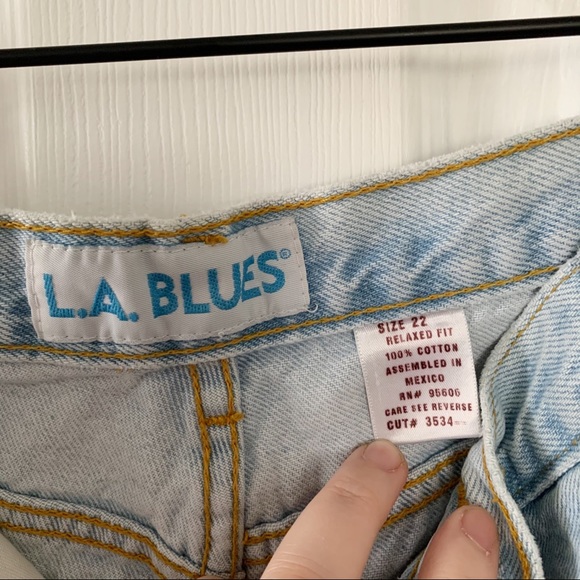 L.A. BLUES®
SIZE 22
RELAXED FIT
100% COTTON
ASSEMBLED IN
MEXICO
RN# 95606
CARE SEE REVERSE
CUT# 3534